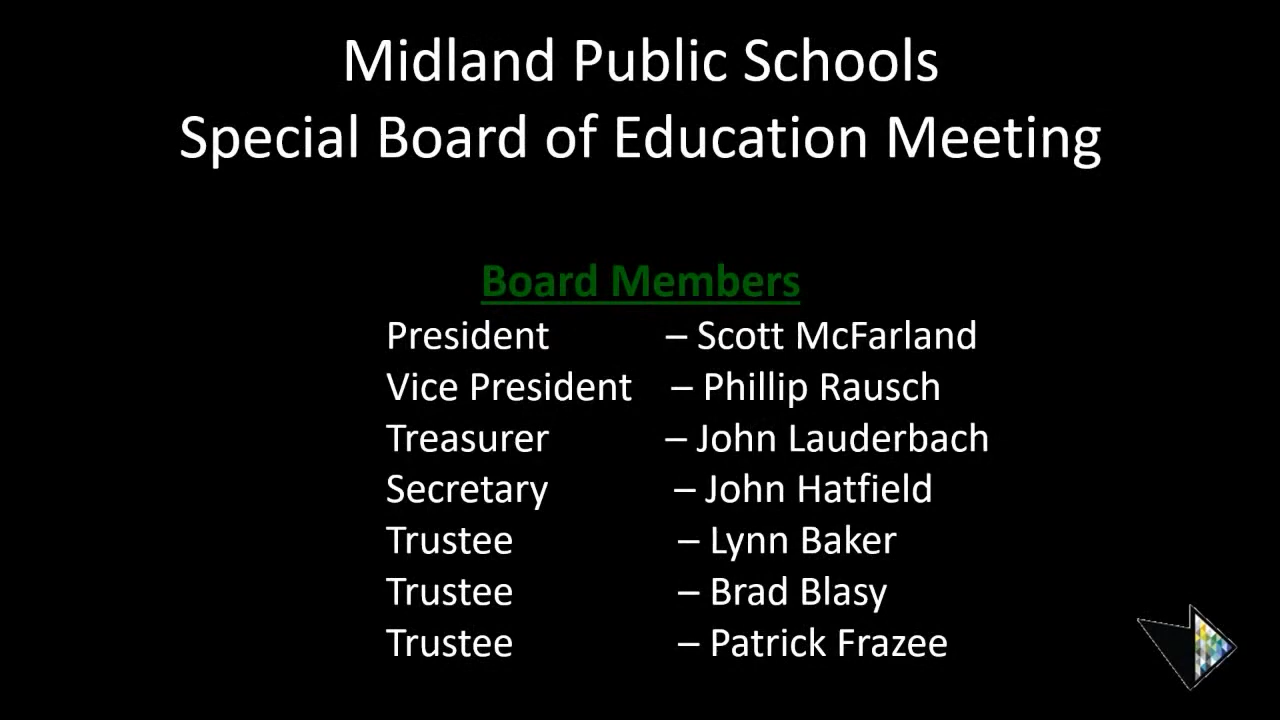 Midland Public Schools
Special Board of Education Meeting
Board Members
President – Scott McFarland
Vice President – Phillip Rausch
Treasurer – John Lauderbach
Secretary – John Hatfield
Trustee – Lynn Baker
Trustee – Brad Blasy
Trustee – Patrick Frazee